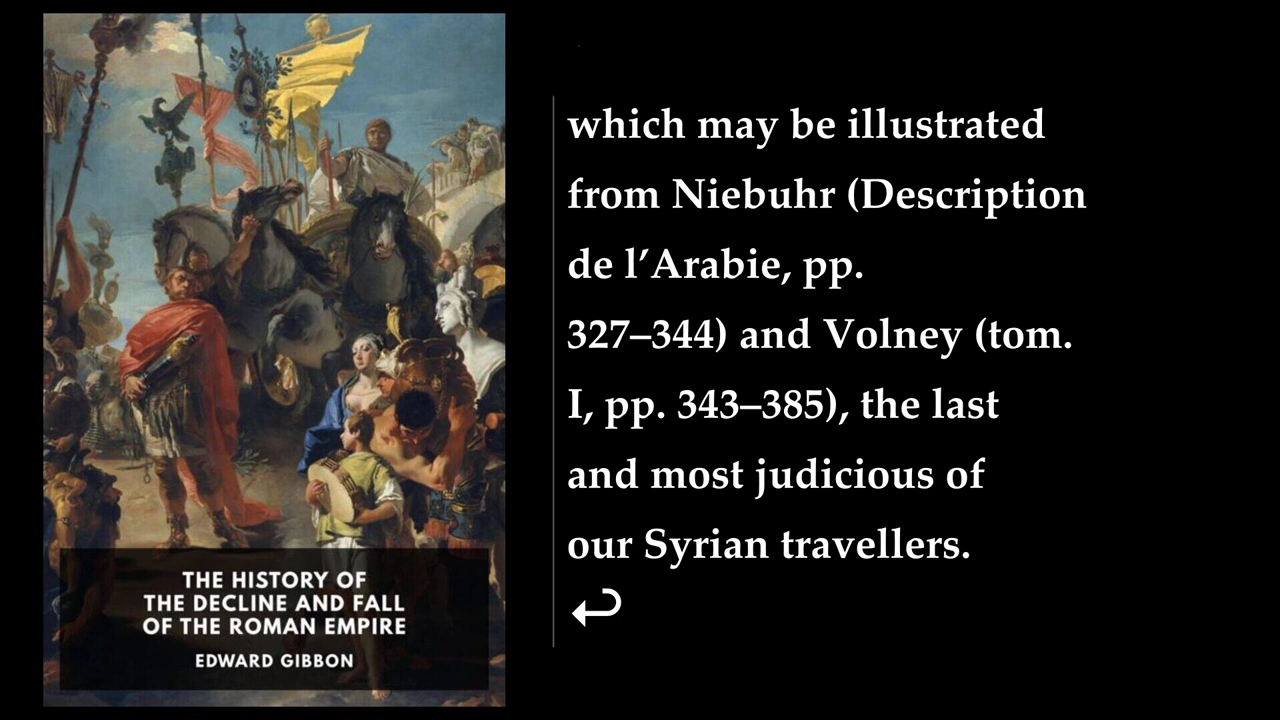 THE HISTORY OF
THE DECLINE AND FALL
OF THE ROMAN EMPIRE
EDWARD GIBBON
which may be illustrated
from Niebuhr (Description
de l’Arabie, pp.
327–344) and Volney (tom.
I, pp. 343–385), the last
and most judicious of
our Syrian travellers.
↩